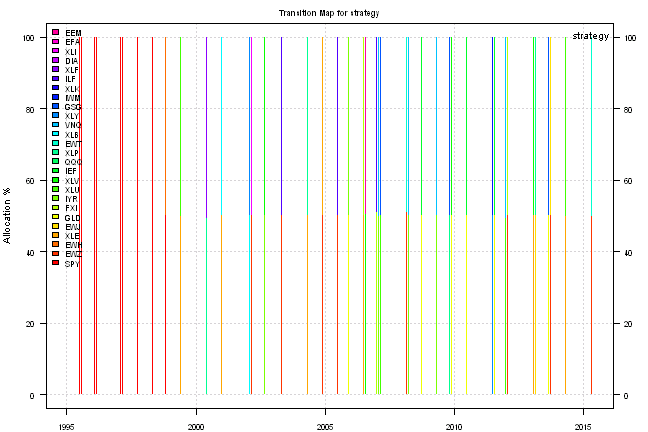 Transition Map for strategy
strategy
100
80
60
40
20
0
100
80
60
40
20
0
Allocation %
EEM
EFA
XLI
DIA
XLF
ILF
XLK
IWM
GSG
XLY
VNQ
XLB
EWT
XLP
QQQ
IEF
XLV
XLU
IYR
FXI
GLD
EWJ
XLE
EWH
EWZ
SPY
1995
2000
2005
2010
2015